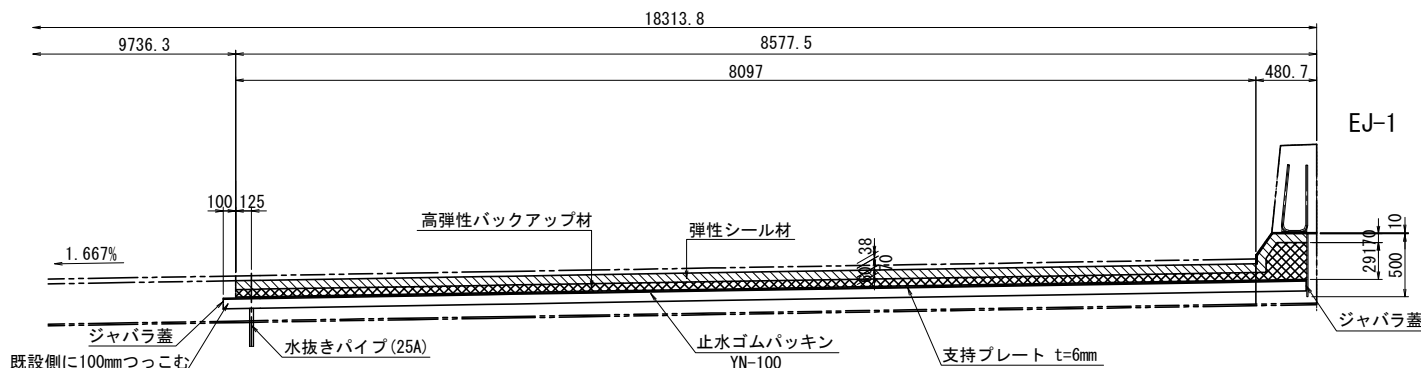 18313.8
9736.3
8577.5
8097
480.7
EJ-1
100
125
高弾性バックアップ材
弾性シール材
1.667%
38
70
10
70
291
500
ジャバラ蓋
既設側に100mmつっこむ
水抜きパイプ(25A)
止水ゴムパッキン
YN-100
支持プレート t=6mm
ジャバラ蓋